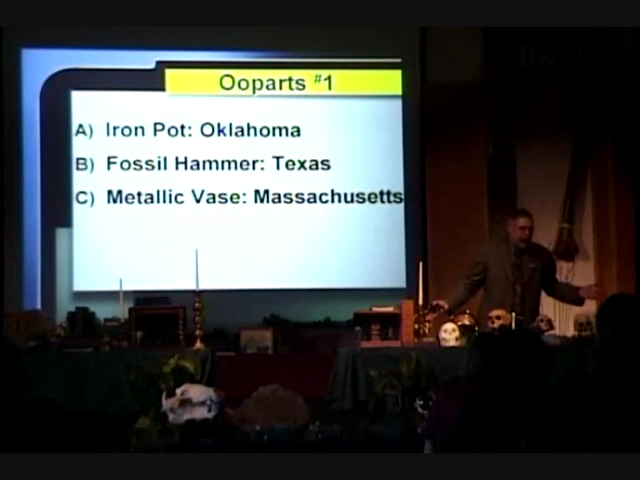 Ooparts #1
A) Iron Pot: Oklahoma
B) Fossil Hammer: Texas
C) Metallic Vase: Massachusetts